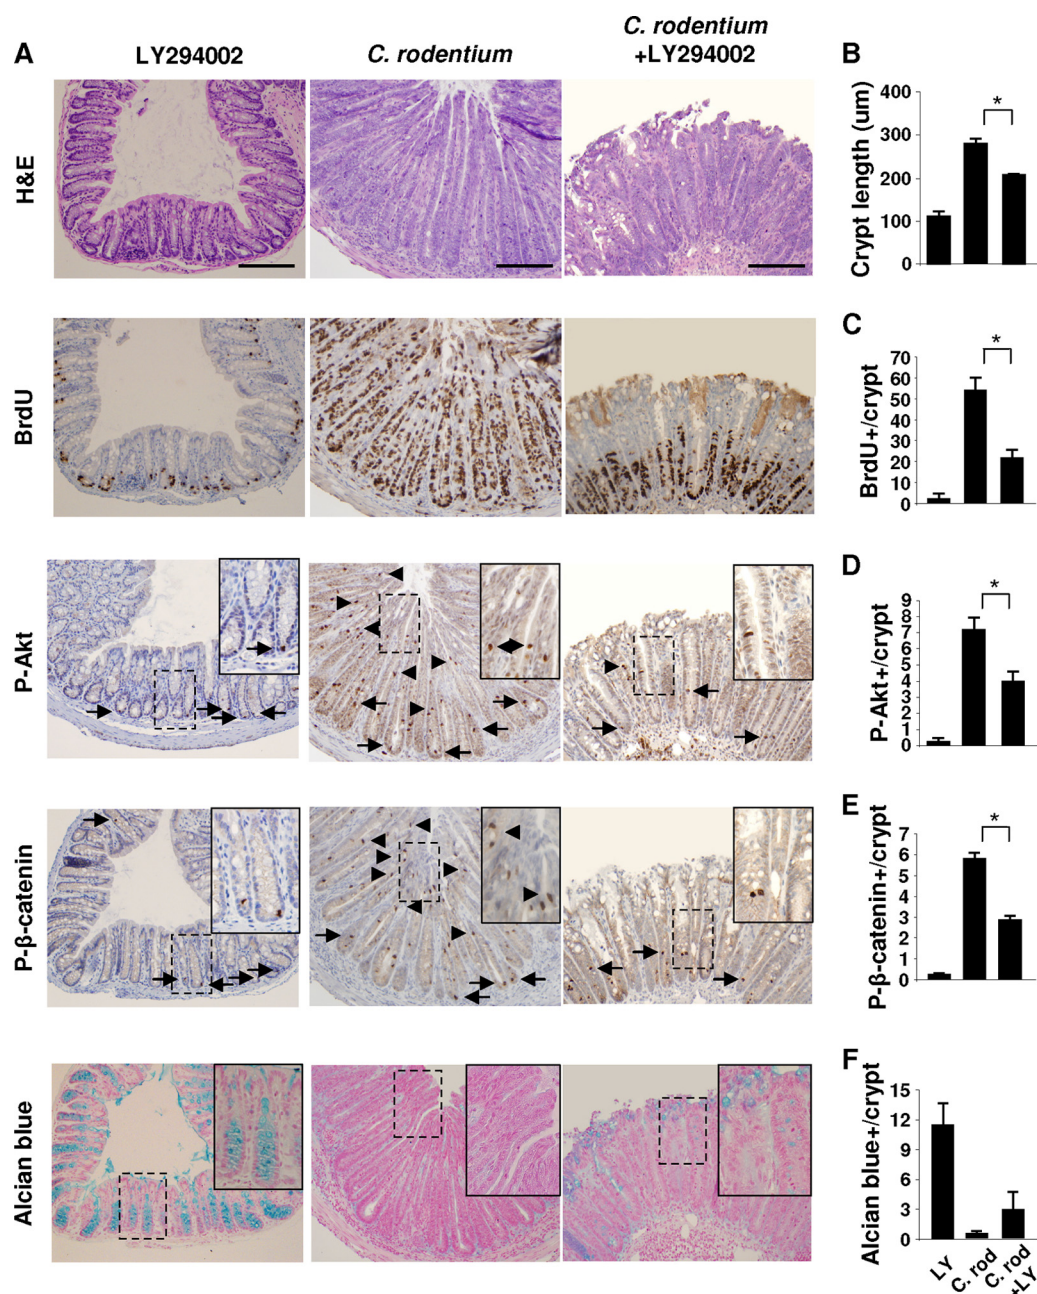 A
LY294002
C. rodentium
C. rodentium
+LY294002
H&E
BrdU
P-Akt
P-β-catenin
Alcian blue
B
Crypt length (um)
400
300
200
100
0
*
C
BrdU+/crypt
70
60
50
40
30
20
10
0
*
D
P-Akt+/crypt
9
8
7
6
5
4
3
2
1
0
*
E
P-β-catenin+/crypt
7
6
5
4
3
2
1
0
*
F
Alcian blue+/crypt
15
12
9
6
3
0
LY
C. rod
C. rod
+LY